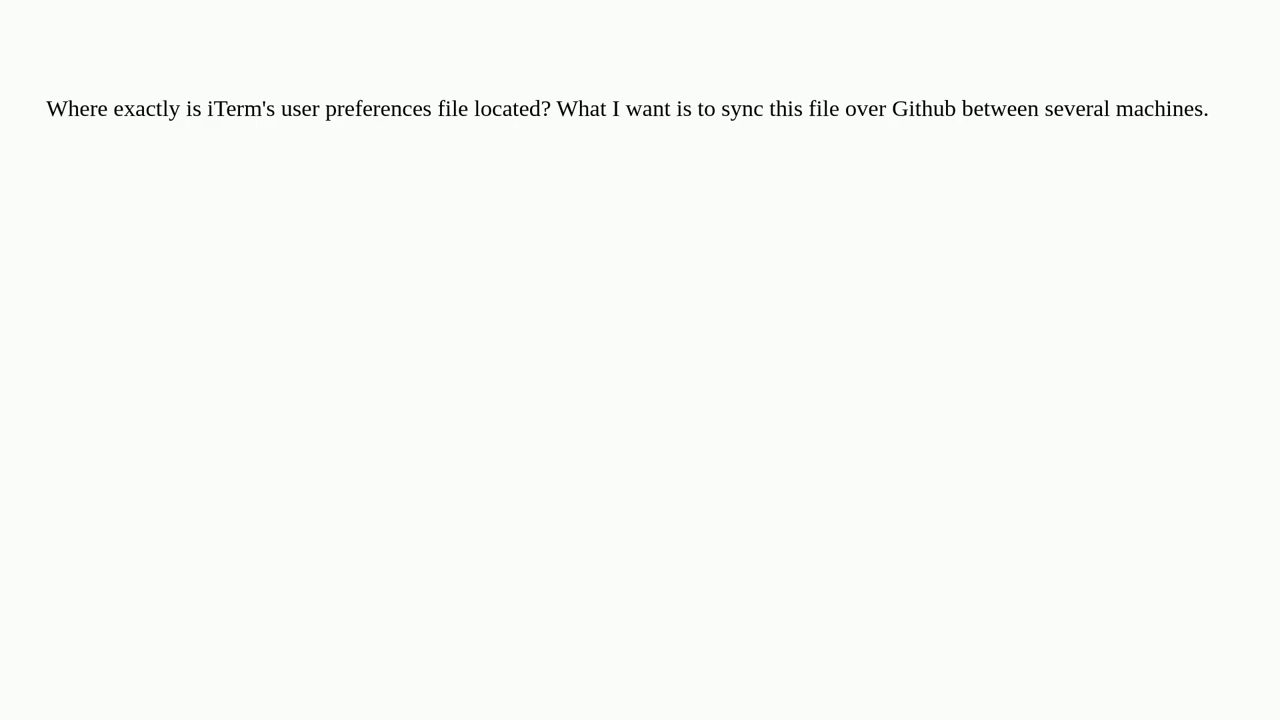 Where exactly is iTerm's user preferences file located? What I want is to sync this file over Github between several machines.